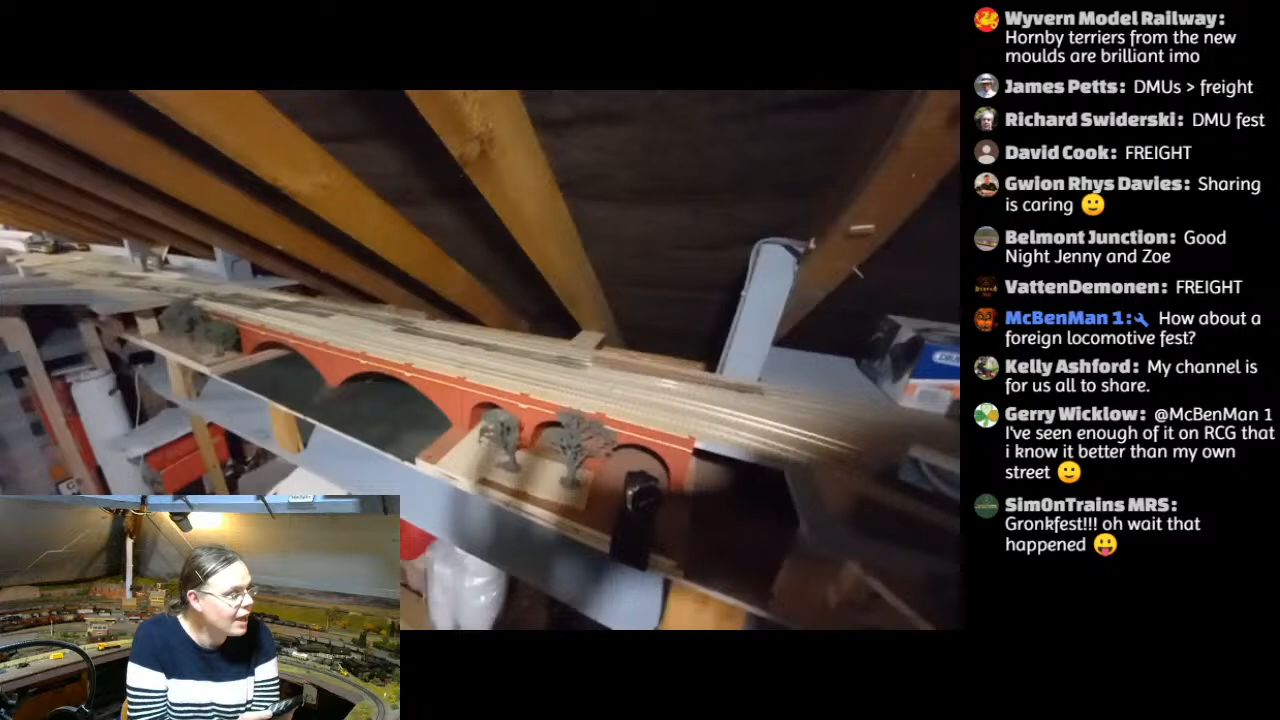 Wyvern Model Railway:
Hornby terriers from the new
moulds are brilliant imo
James Petts: DMUs > freight
Richard Swiderski: DMU fest
David Cook: FREIGHT
Gwion Rhys Davies: Sharing
is caring 🙂
Belmont Junction: Good
Night Jenny and Zoe
VattenDemonen: FREIGHT
McBenMan 1:🔧 How about a
foreign locomotive fest?
Kelly Ashford: My channel is
for us all to share.
Gerry Wicklow: @McBenMan 1
I've seen enough of it on RCG that
i know it better than my own
street 🙂
Sim0nTrains MRS:
Gronkfest!!! oh wait that
happened 😛